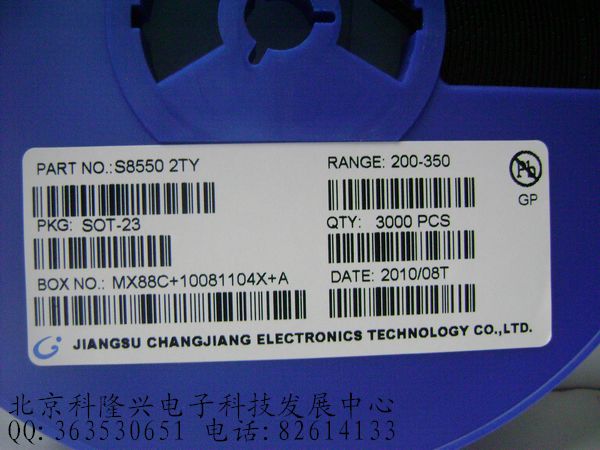 PART NO.: S8550 2TY
RANGE: 200-350
Pb
GP
PKG: SOT-23
QTY: 3000 PCS
BOX NO.: MX88C+10081104X+A
DATE: 2010/08T
JIANGSU CHANGJIANG ELECTRONICS TECHNOLOGY CO.,LTD.
北京科隆兴电子科技发展中心
QQ: 363530651 电话: 82614133